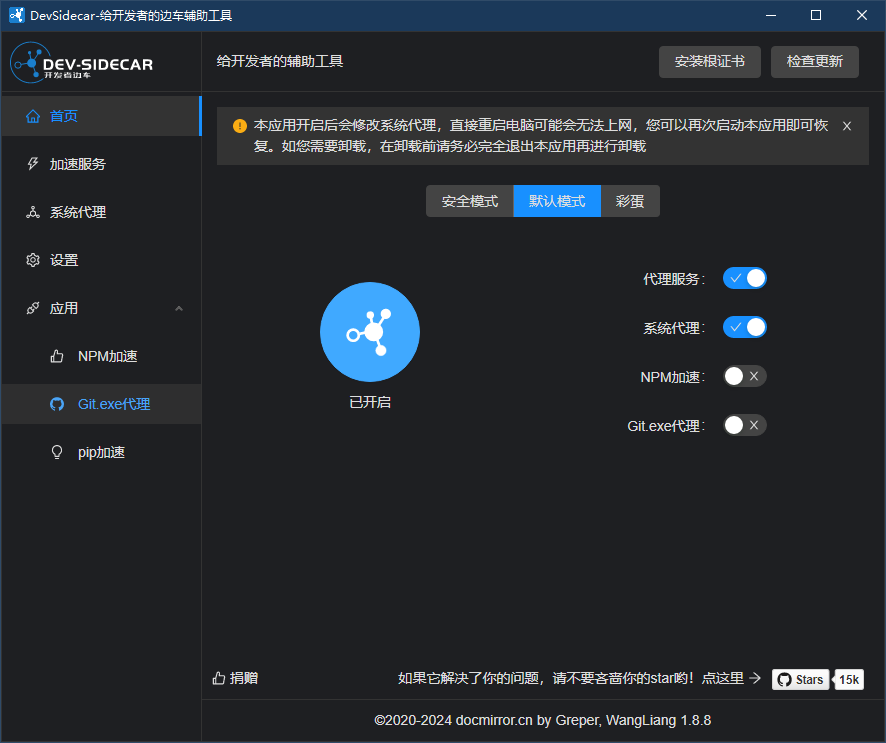 DevSidecar-给开发者的边车辅助工具
DEV-SIDECAR
开发者边车
给开发者的辅助工具
安装根证书
检查更新
首页
加速服务
系统代理
设置
应用
NPM加速
Git.exe代理
pip加速
本应用开启后会修改系统代理，直接重启电脑可能会无法上网，您可以再次启动本应用即可恢
复。如您需要卸载，在卸载前请务必完全退出本应用再进行卸载
安全模式
默认模式
彩蛋
已开启
代理服务：
系统代理：
NPM加速：
Git.exe代理：
捐赠
如果它解决了你的问题，请不要吝啬你的star哟！点这里
Stars
15k
©2020-2024 docmirror.cn by Greper, WangLiang 1.8.8